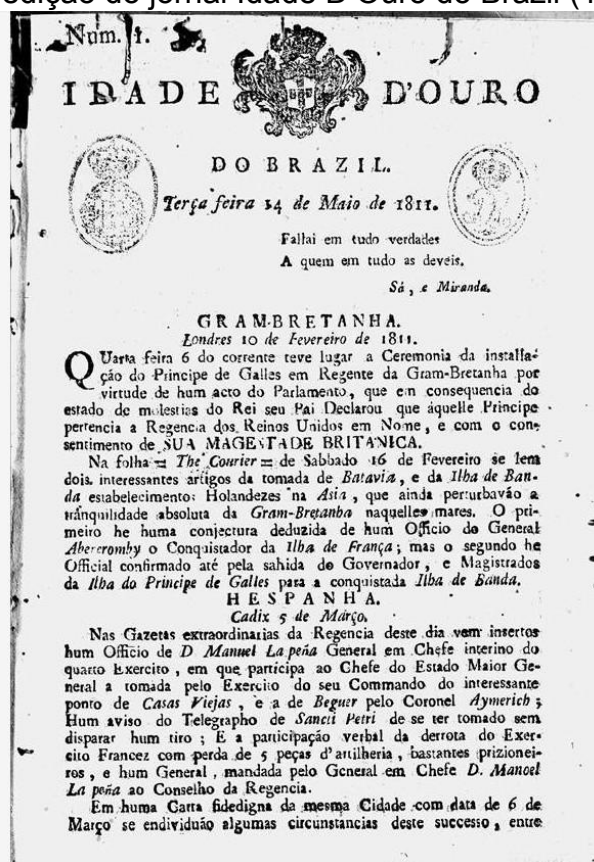 edição do jornal Idade D'Ouro do Brazil (1
Num. 1.
IDADE D'OURO
DO BRAZIL.
Terça feira 14 de Maio de 1811.
Fallai em tudo verdades
A quem em tudo as deveis.
Sá, e Miranda.
GRAM-BRETANHA.
Londres 10 de Fevereiro de 1811.
QUarta feira 6 do corrente teve lugar a Ceremonia da installa-
ção do Principe de Galles em Regente da Gram-Bretanha por
virtude de hum acto do Parlamento, que em consequencia do
estado de molestias do Rei seu Pai Declarou que áquelle Principe
pertencia a Regencia dos Reinos Unidos em Nome, e com o con-
sentimento de SUA MAGESTADE BRITANICA.
Na folha = The Courier = de Sabbado 16 de Fevereiro se lem
dois interessantes artigos da tomada de Batavia, e da Ilha de Ban-
da estabelecimentos Holandezes na Asia, que ainda perturbavão a
tranquilidade absoluta da Gram-Bretanha naquelles mares. O pri-
meiro he huma conjectura deduzida de hum Officio do General
Abercromby o Conquistador da Ilha de França; mas o segundo he
Official confirmado até pela sahida do Governador, e Magistrados
da Ilha do Principe de Galles para a conquistada Ilha de Banda.
HESPANHA.
Cadix 5 de Março.
Nas Gazetas extraordinarias da Regencia deste dia vem insertos
hum Officio de D Manuel La peña General em Chefe interino do
quarto Exercito, em que participa ao Chefe do Estado Maior Ge-
neral a tomada pelo Exercito do seu Commando do interessante
ponto de Casas Viejas, e a de Beguer pelo Coronel Aymerich;
Hum aviso do Telegrapho de Sancti Petri de se ter tomado sem
disparar hum tiro; E a participação verbal da derrota do Exer-
cito Francez com perda de 5 peças d'artilheria, bastantes prizionei-
ros, e hum General, mandada pelo General em Chefe D. Manoel
La peña ao Conselho da Regencia.
Em huma Carta fidedigna da mesma Cidade com data de 6 de
Março se endividuão algumas circunstancias deste successo, entre